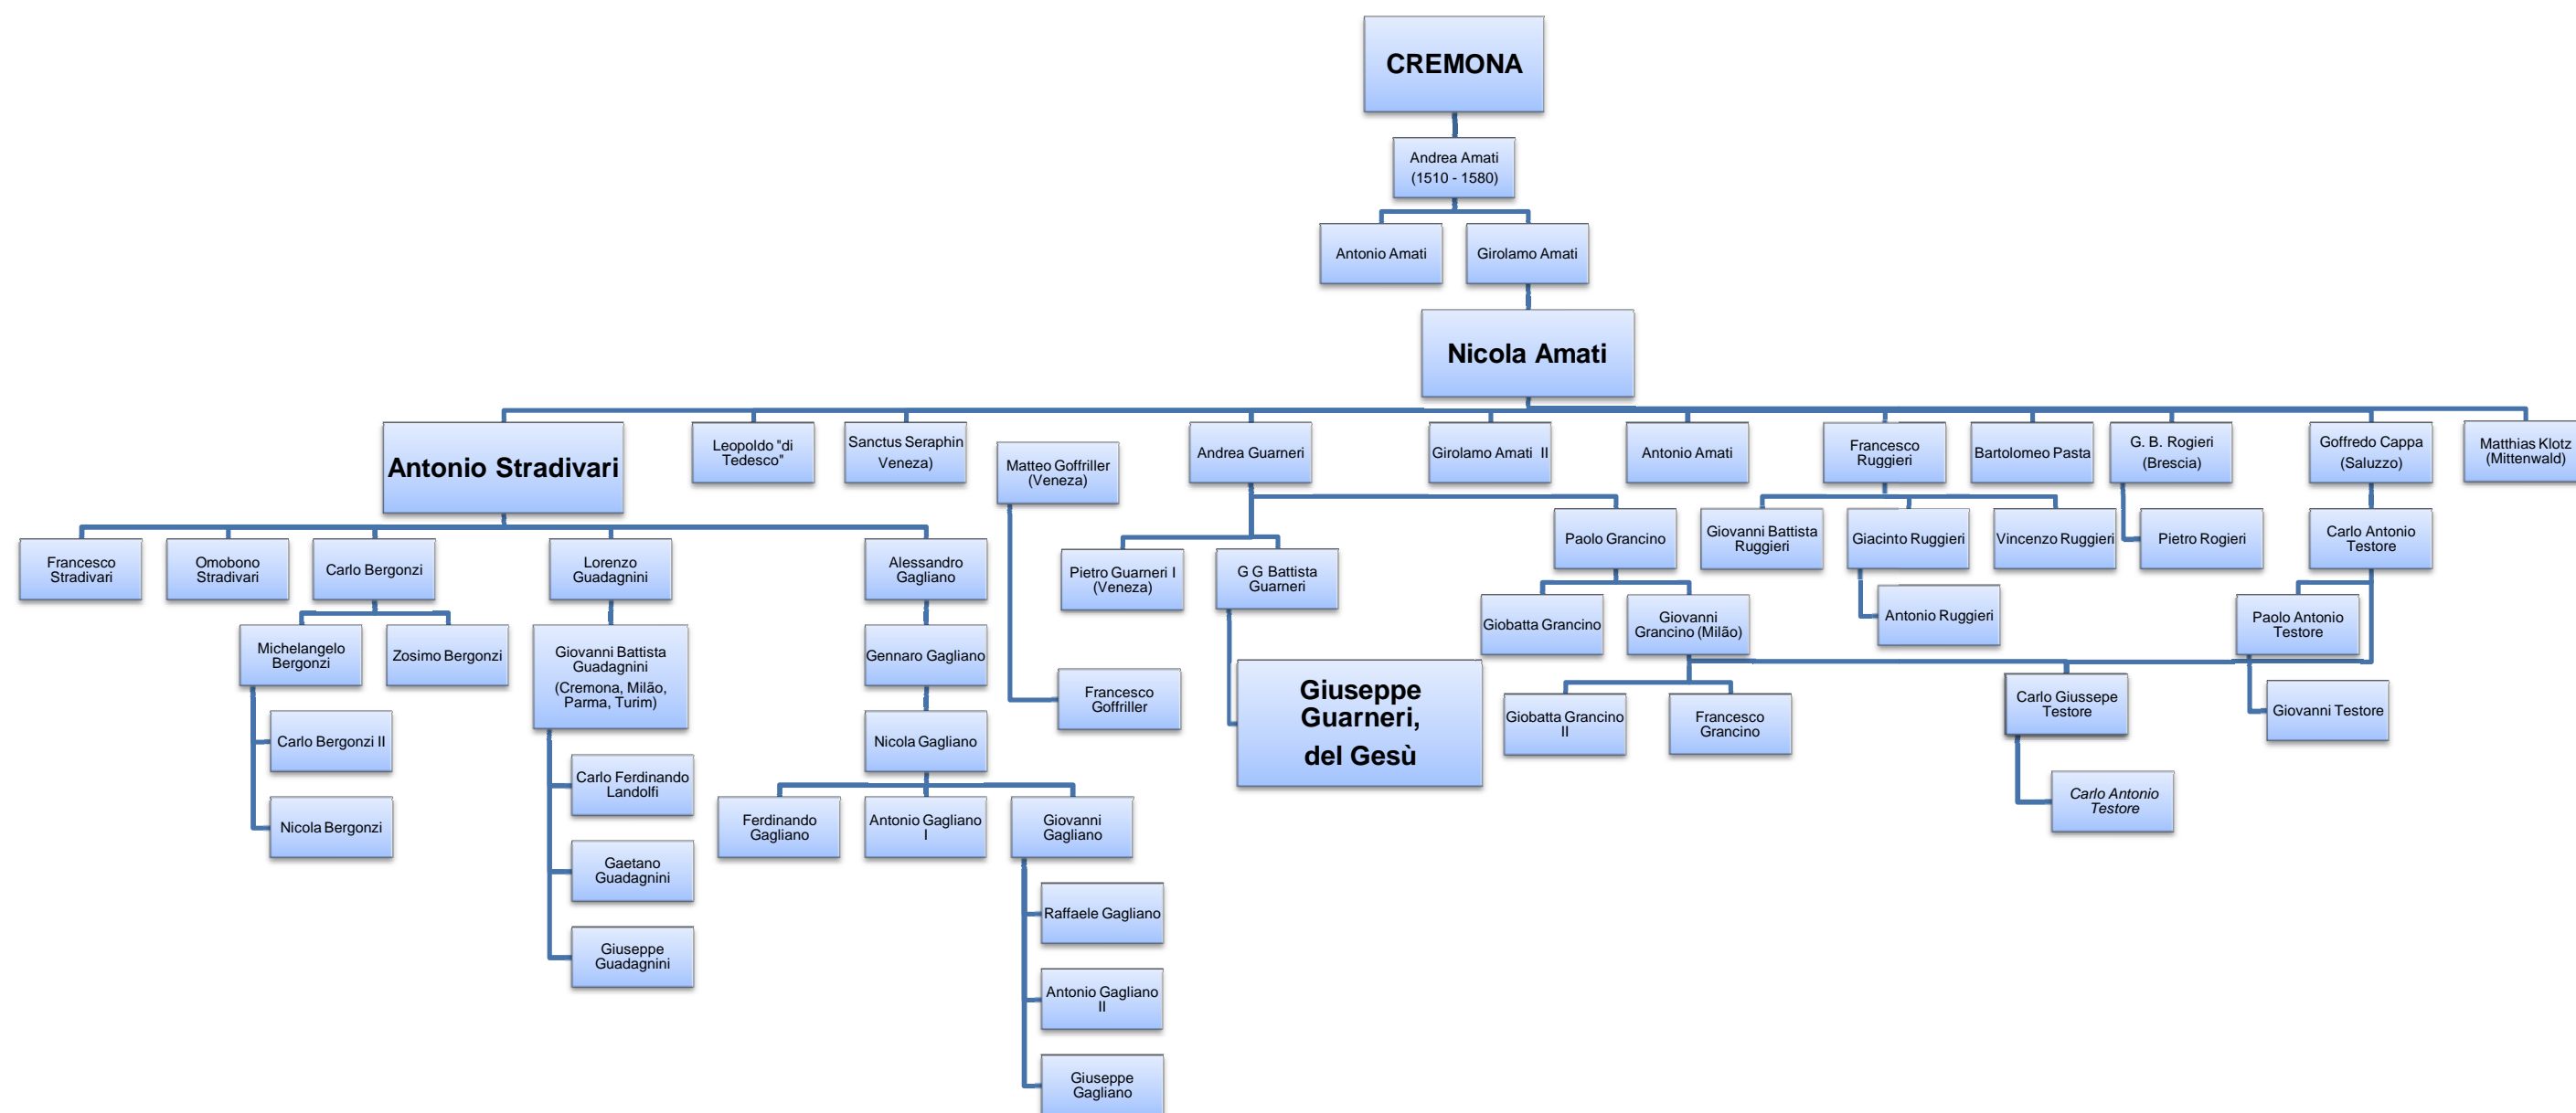 CREMONA
Andrea Amati
(1510 - 1580)
Antonio Amati
Girolamo Amati
Nicola Amati
Antonio Stradivari
Leopoldo "di
Tedesco"
Sanctus Seraphin
Veneza)
Matteo Goffriller
(Veneza)
Andrea Guarneri
Girolamo Amati II
Antonio Amati
Francesco
Ruggieri
Bartolomeo Pasta
G. B. Rogieri
(Brescia)
Goffredo Cappa
(Saluzzo)
Matthias Klotz
(Mittenwald)
Francesco
Stradivari
Omobono
Stradivari
Carlo Bergonzi
Lorenzo
Guadagnini
Alessandro
Gagliano
Pietro Guarneri I
(Veneza)
G G Battista
Guarneri
Paolo Grancino
Giovanni Battista
Ruggieri
Giacinto Ruggieri
Vincenzo Ruggieri
Pietro Rogieri
Carlo Antonio
Testore
Michelangelo
Bergonzi
Zosimo Bergonzi
Giovanni Battista
Guadagnini
(Cremona, Milão,
Parma, Turim)
Gennaro Gagliano
Francesco
Goffriller
Giuseppe
Guarneri,
del Gesù
Giobatta Grancino
Giovanni
Grancino (Milão)
Antonio Ruggieri
Paolo Antonio
Testore
Carlo Bergonzi II
Nicola Bergonzi
Carlo Ferdinando
Landolfi
Gaetano
Guadagnini
Giuseppe
Guadagnini
Nicola Gagliano
Giobatta Grancino
II
Francesco
Grancino
Carlo Giussepe
Testore
Giovanni Testore
Ferdinando
Gagliano
Antonio Gagliano
I
Giovanni
Gagliano
Carlo Antonio
Testore
Raffaele Gagliano
Antonio Gagliano
II
Giuseppe
Gagliano